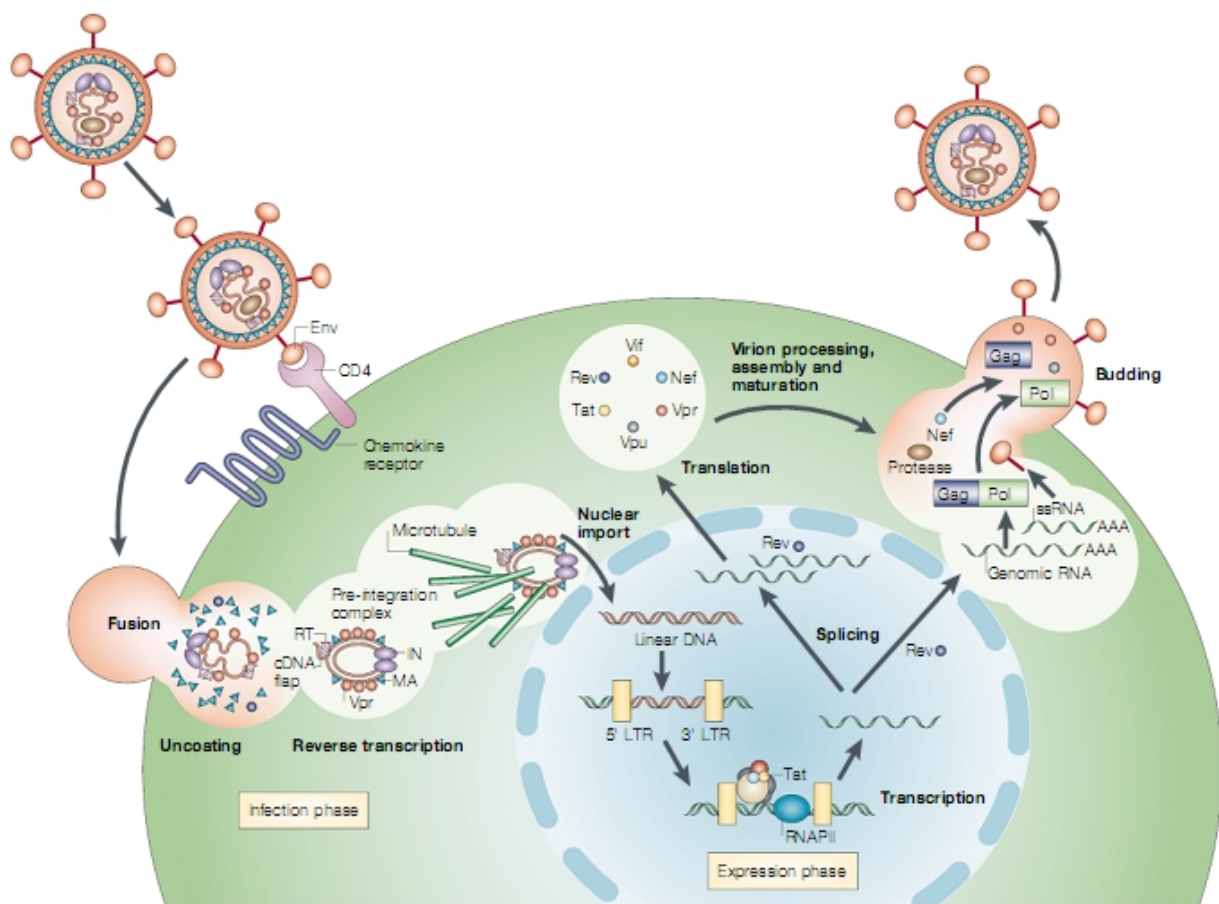 Env
CD4
Chemokine
receptor
Vif
Rev
Nef
Tat
Vpr
Vpu
Virion processing,
assembly and
maturation
Translation
Gag
Pol
Budding
Nef
Protease
Gag
Pol
ssRNA
AAA
AAA
Genomic RNA
Microtubule
Nuclear
import
Pre-integration
complex
Fusion
RT
IN
cDNA
flap
MA
Vpr
Uncoating
Reverse transcription
Rev
Linear DNA
Splicing
Rev
5' LTR
3' LTR
Tat
Transcription
RNAPII
Infection phase
Expression phase